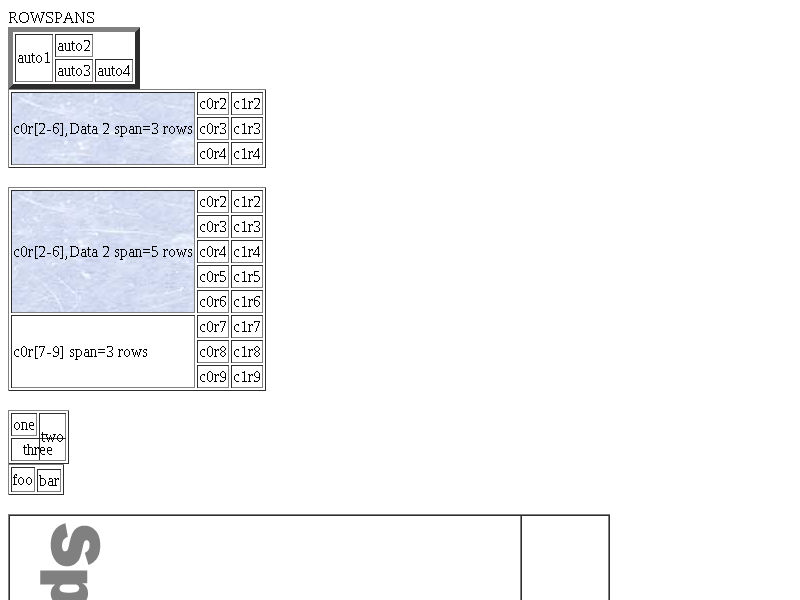 ROWSPANS
auto1 auto2
auto3 auto4
c0r[2-6],Data 2 span=3 rows c0r2 c1r2
c0r3 c1r3
c0r4 c1r4
c0r[2-6],Data 2 span=5 rows c0r2 c1r2
c0r3 c1r3
c0r4 c1r4
c0r5 c1r5
c0r6 c1r6
c0r[7-9] span=3 rows c0r7 c1r7
c0r8 c1r8
c0r9 c1r9
one two
three
foo bar
Sp